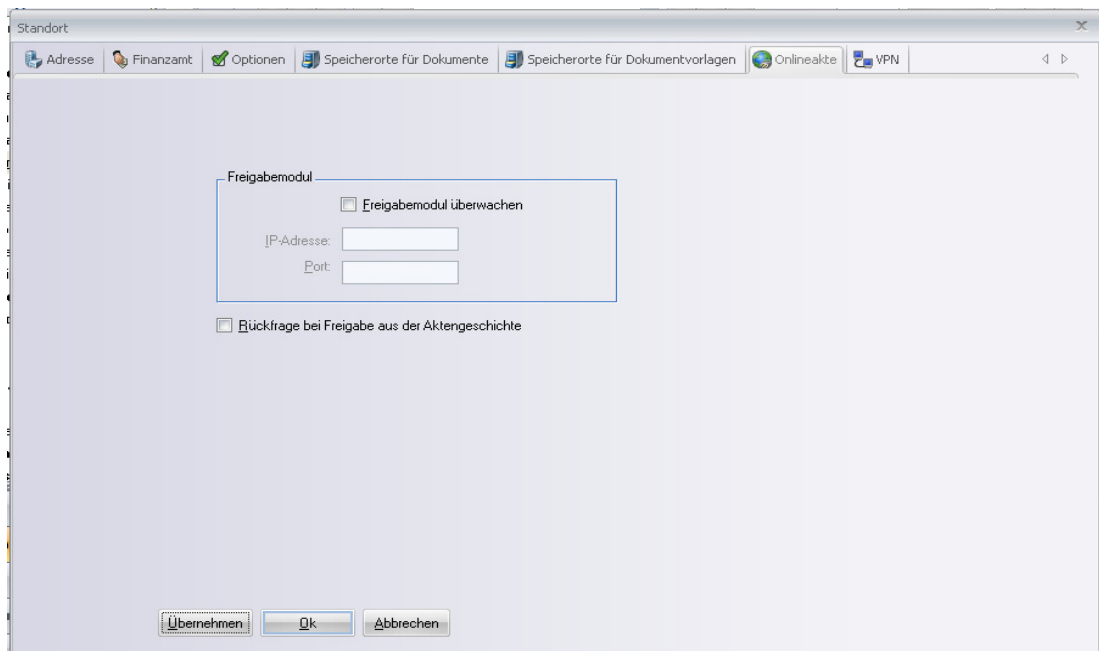 Standort
Adresse Finanzamt Optionen Speicherorte für Dokumente Speicherorte für Dokumentvorlagen Onlineakte VPN
Freigabemodul
Freigabemodul überwachen
IP-Adresse:
Port:
Rückfrage bei Freigabe aus der Aktengeschichte
Übernehmen Ok Abbrechen